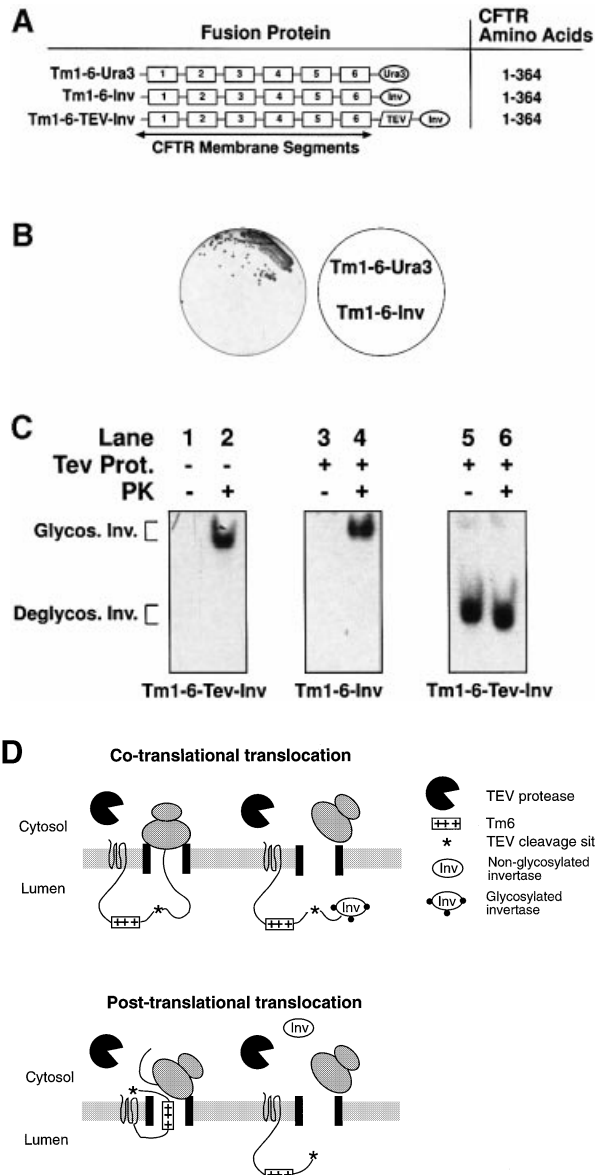 A
Fusion Protein
CFTR
Amino Acids
Tm1-6-Ura3 1 2 3 4 5 6 Ura3 1-364
Tm1-6-Inv 1 2 3 4 5 6 Inv 1-364
Tm1-6-TEV-Inv 1 2 3 4 5 6 TEV Inv 1-364
CFTR Membrane Segments
B
Tm1-6-Ura3
Tm1-6-Inv
C
Lane 1 2 3 4 5 6
Tev Prot. - - + + + +
PK - + - + - +
Glycos. Inv.
Deglycos. Inv.
Tm1-6-Tev-Inv Tm1-6-Inv Tm1-6-Tev-Inv
D
Co-translational translocation
Cytosol
Lumen
+++ * +++ * Inv
TEV protease
+++ Tm6
* TEV cleavage sit
Inv Non-glycosylated
invertase
Inv Glycosylated
invertase
Post-translational translocation
Inv
Cytosol
Lumen
* +++ * +++